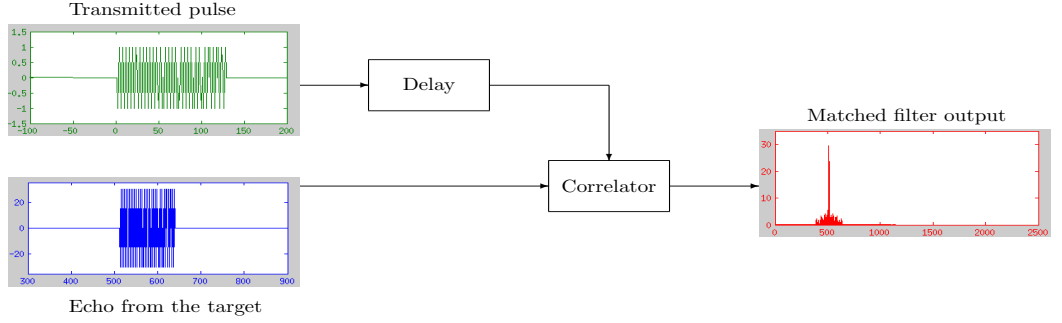 Transmitted pulse
1.5
1
0.5
0
-0.5
-1
-1.5
-100 -50 0 50 100 150 200
Delay
Matched filter output
30
20
10
0
0 500 1000 1500 2000 2500
Correlator
20
0
-20
300 400 500 600 700 800 900
Echo from the target